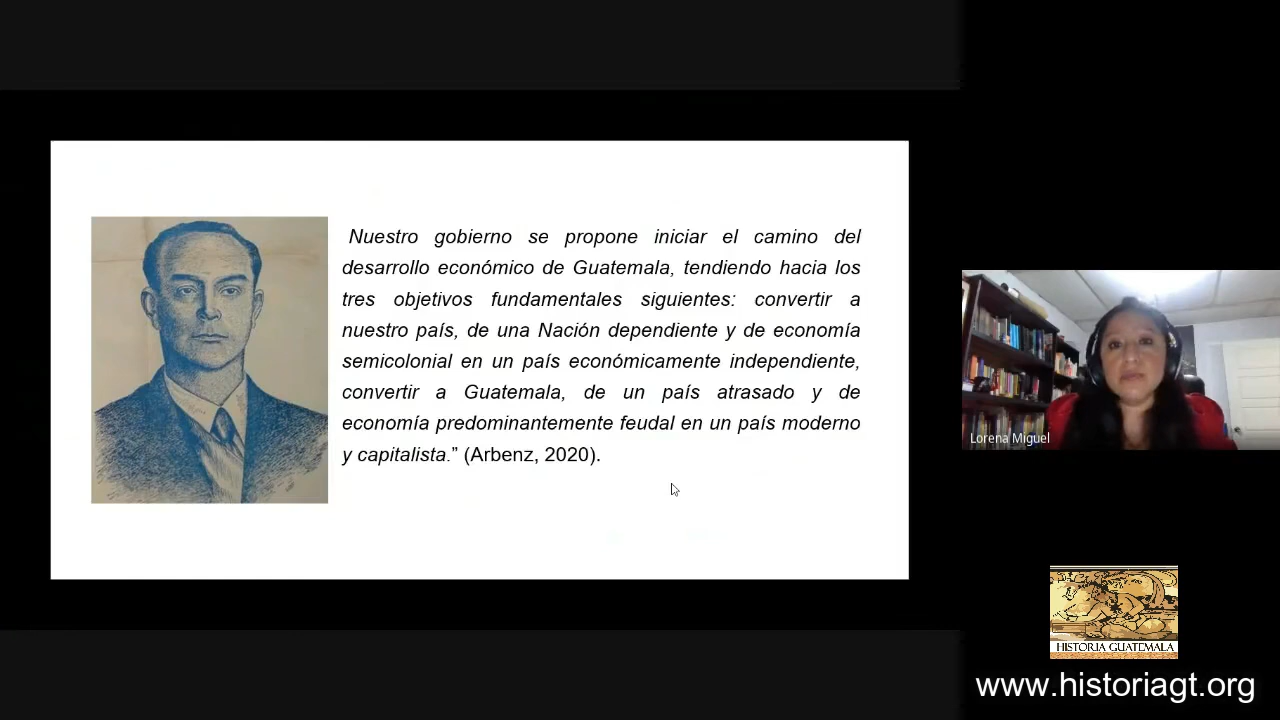 Nuestro gobierno se propone iniciar el camino del
desarrollo económico de Guatemala, tendiendo hacia los
tres objetivos fundamentales siguientes: convertir a
nuestro país, de una Nación dependiente y de economía
semicolonial en un país económicamente independiente,
convertir a Guatemala, de un país atrasado y de
economía predominantemente feudal en un país moderno
y capitalista.” (Arbenz, 2020).
Lorena Miguel
HISTORIA GUATEMALA
www.historiagt.org